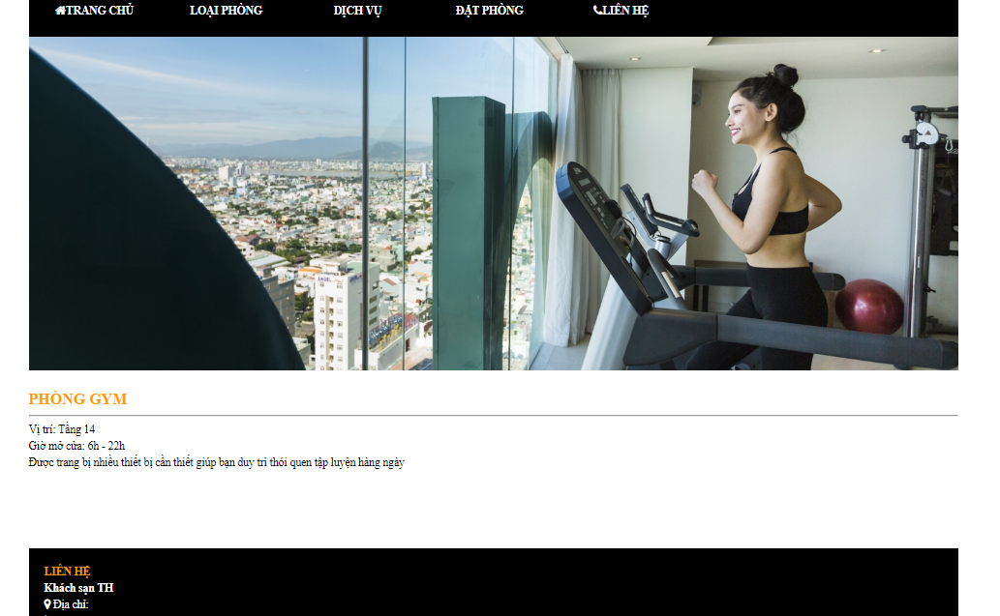 TRANG CHỦ LOẠI PHÒNG DỊCH VỤ ĐẶT PHÒNG LIÊN HỆ
PHÒNG GYM
Vị trí: Tầng 14
Giờ mở cửa: 6h - 22h
Được trang bị nhiều thiết bị cần thiết giúp bạn duy trì thói quen tập luyện hàng ngày
LIÊN HỆ
Khách sạn TH
Địa chỉ: